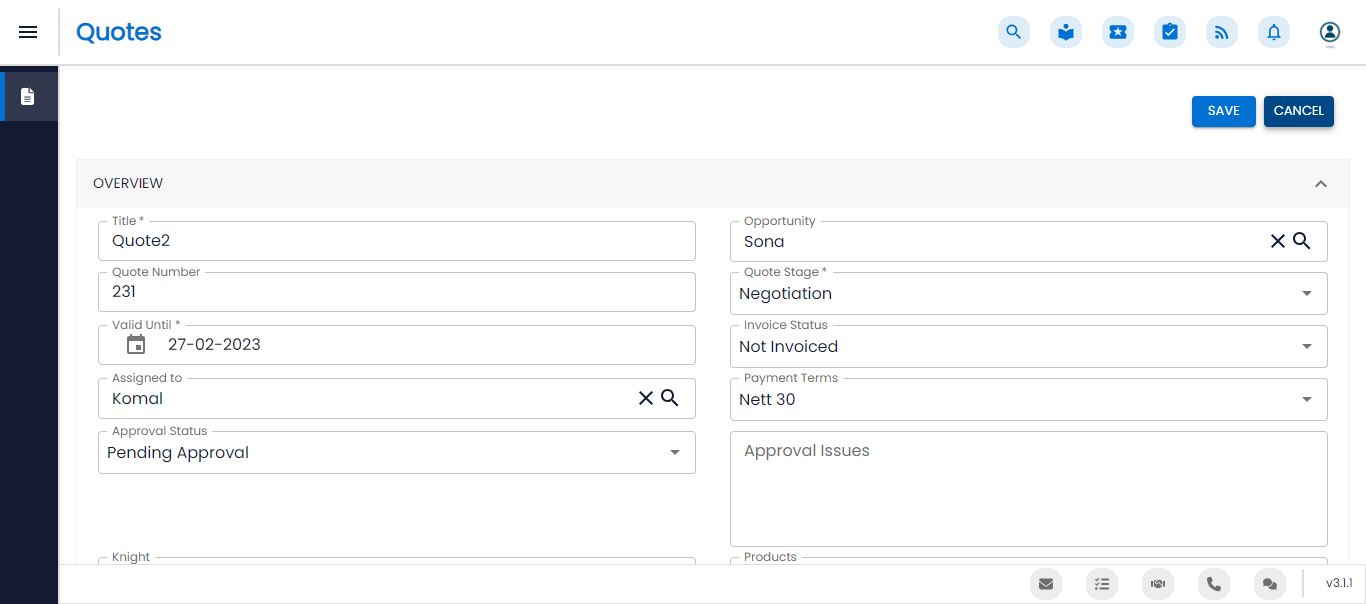 Quotes
SAVE
CANCEL
OVERVIEW
Title *
Quote2
Opportunity
Sona
Quote Number
231
Quote Stage *
Negotiation
Valid Until *
27-02-2023
Invoice Status
Not Invoiced
Assigned to
Komal
Payment Terms
Nett 30
Approval Status
Pending Approval
Approval Issues
Knight
Products
v3.1.1